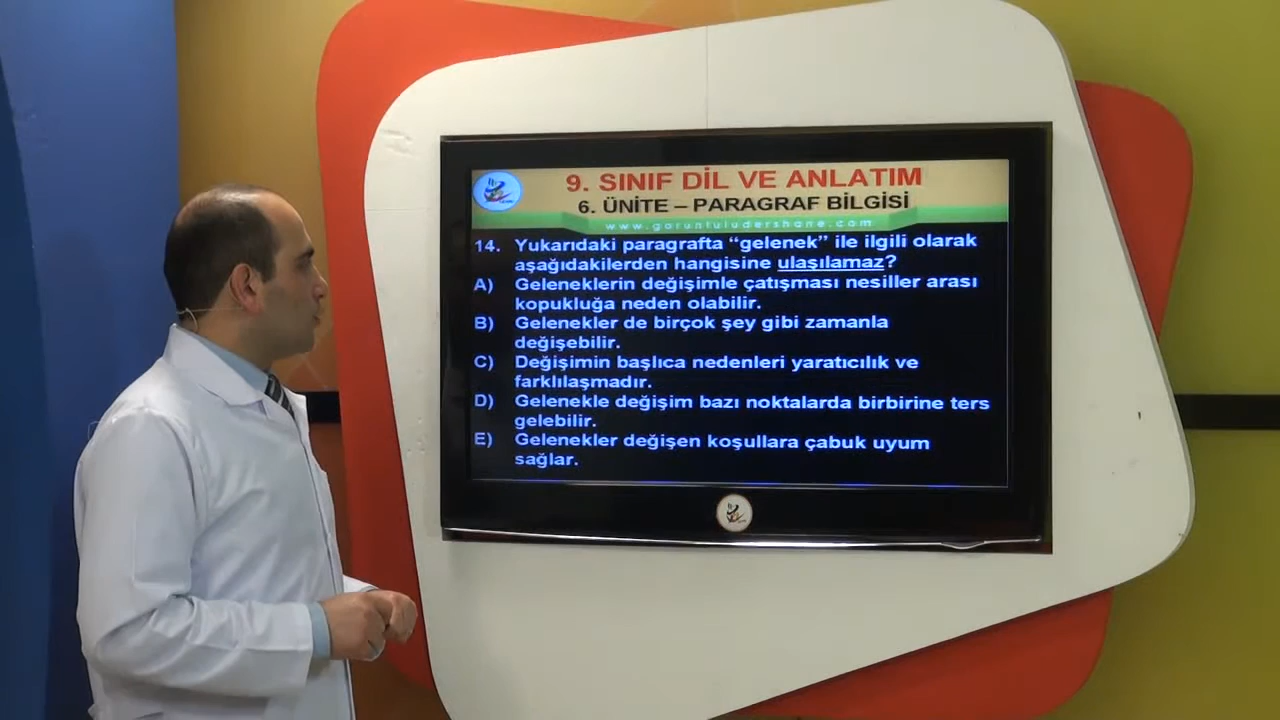 9. SINIF DİL VE ANLATIM
6. ÜNİTE – PARAGRAF BİLGİSİ
www.goruntuludershane.com
14. Yukarıdaki paragrafta “gelenek” ile ilgili olarak
aşağıdakilerden hangisine ulaşılamaz?
A) Geleneklerin değişimle çatışması nesiller arası
kopukluğa neden olabilir.
B) Gelenekler de birçok şey gibi zamanla
değişebilir.
C) Değişimin başlıca nedenleri yaratıcılık ve
farklılaşmadır.
D) Gelenekle değişim bazı noktalarda birbirine ters
gelebilir.
E) Gelenekler değişen koşullara çabuk uyum
sağlar.